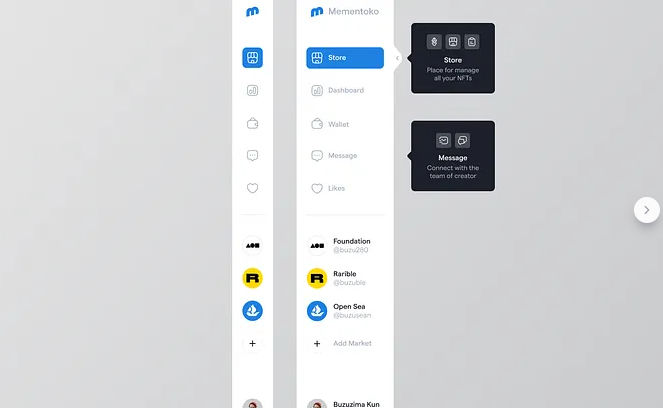 Mementoko
Store
Dashboard
Wallet
Message
Likes
Foundation
@buzu280
Rarible
@buzuble
Open Sea
@buzusean
Add Market
Buzuzima Kun
Store
Place for manage
all your NFTs
Message
Connect with the
team of creator